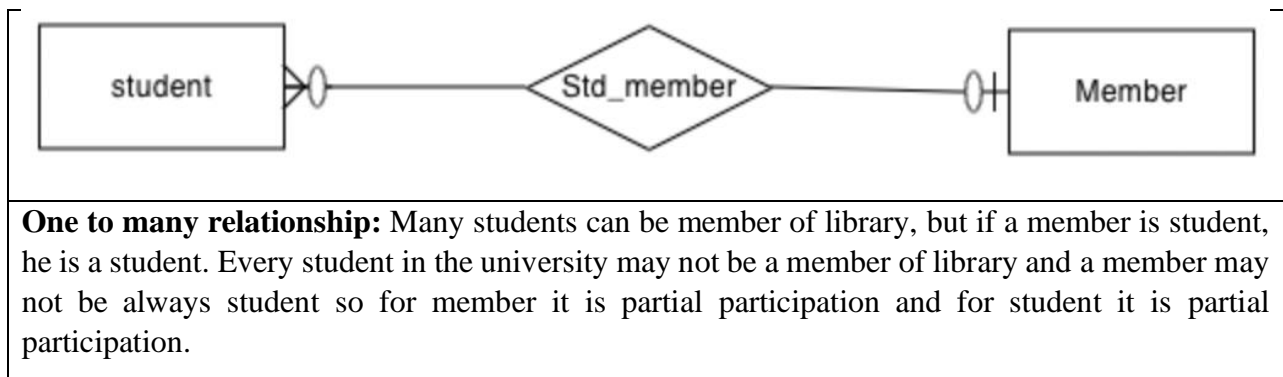 student Std_member Member
One to many relationship: Many students can be member of library, but if a member is student,
he is a student. Every student in the university may not be a member of library and a member may
not be always student so for member it is partial participation and for student it is partial
participation.